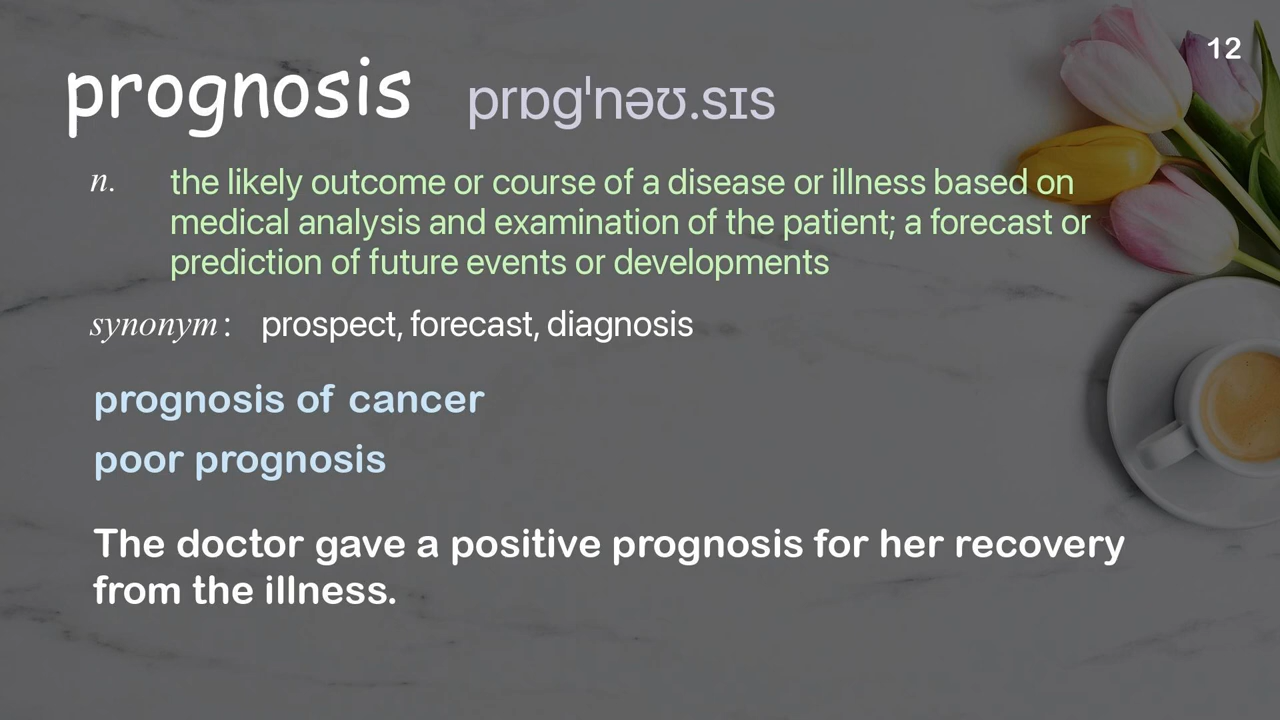 12
prognosis prɒɡˈnəʊ.sɪs
n. the likely outcome or course of a disease or illness based on
medical analysis and examination of the patient; a forecast or
prediction of future events or developments
synonym: prospect, forecast, diagnosis
prognosis of cancer
poor prognosis
The doctor gave a positive prognosis for her recovery
from the illness.